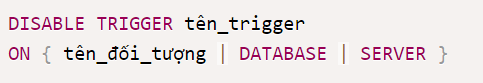 DISABLE TRIGGER tên_trigger
ON { tên_đối_tượng | DATABASE | SERVER }